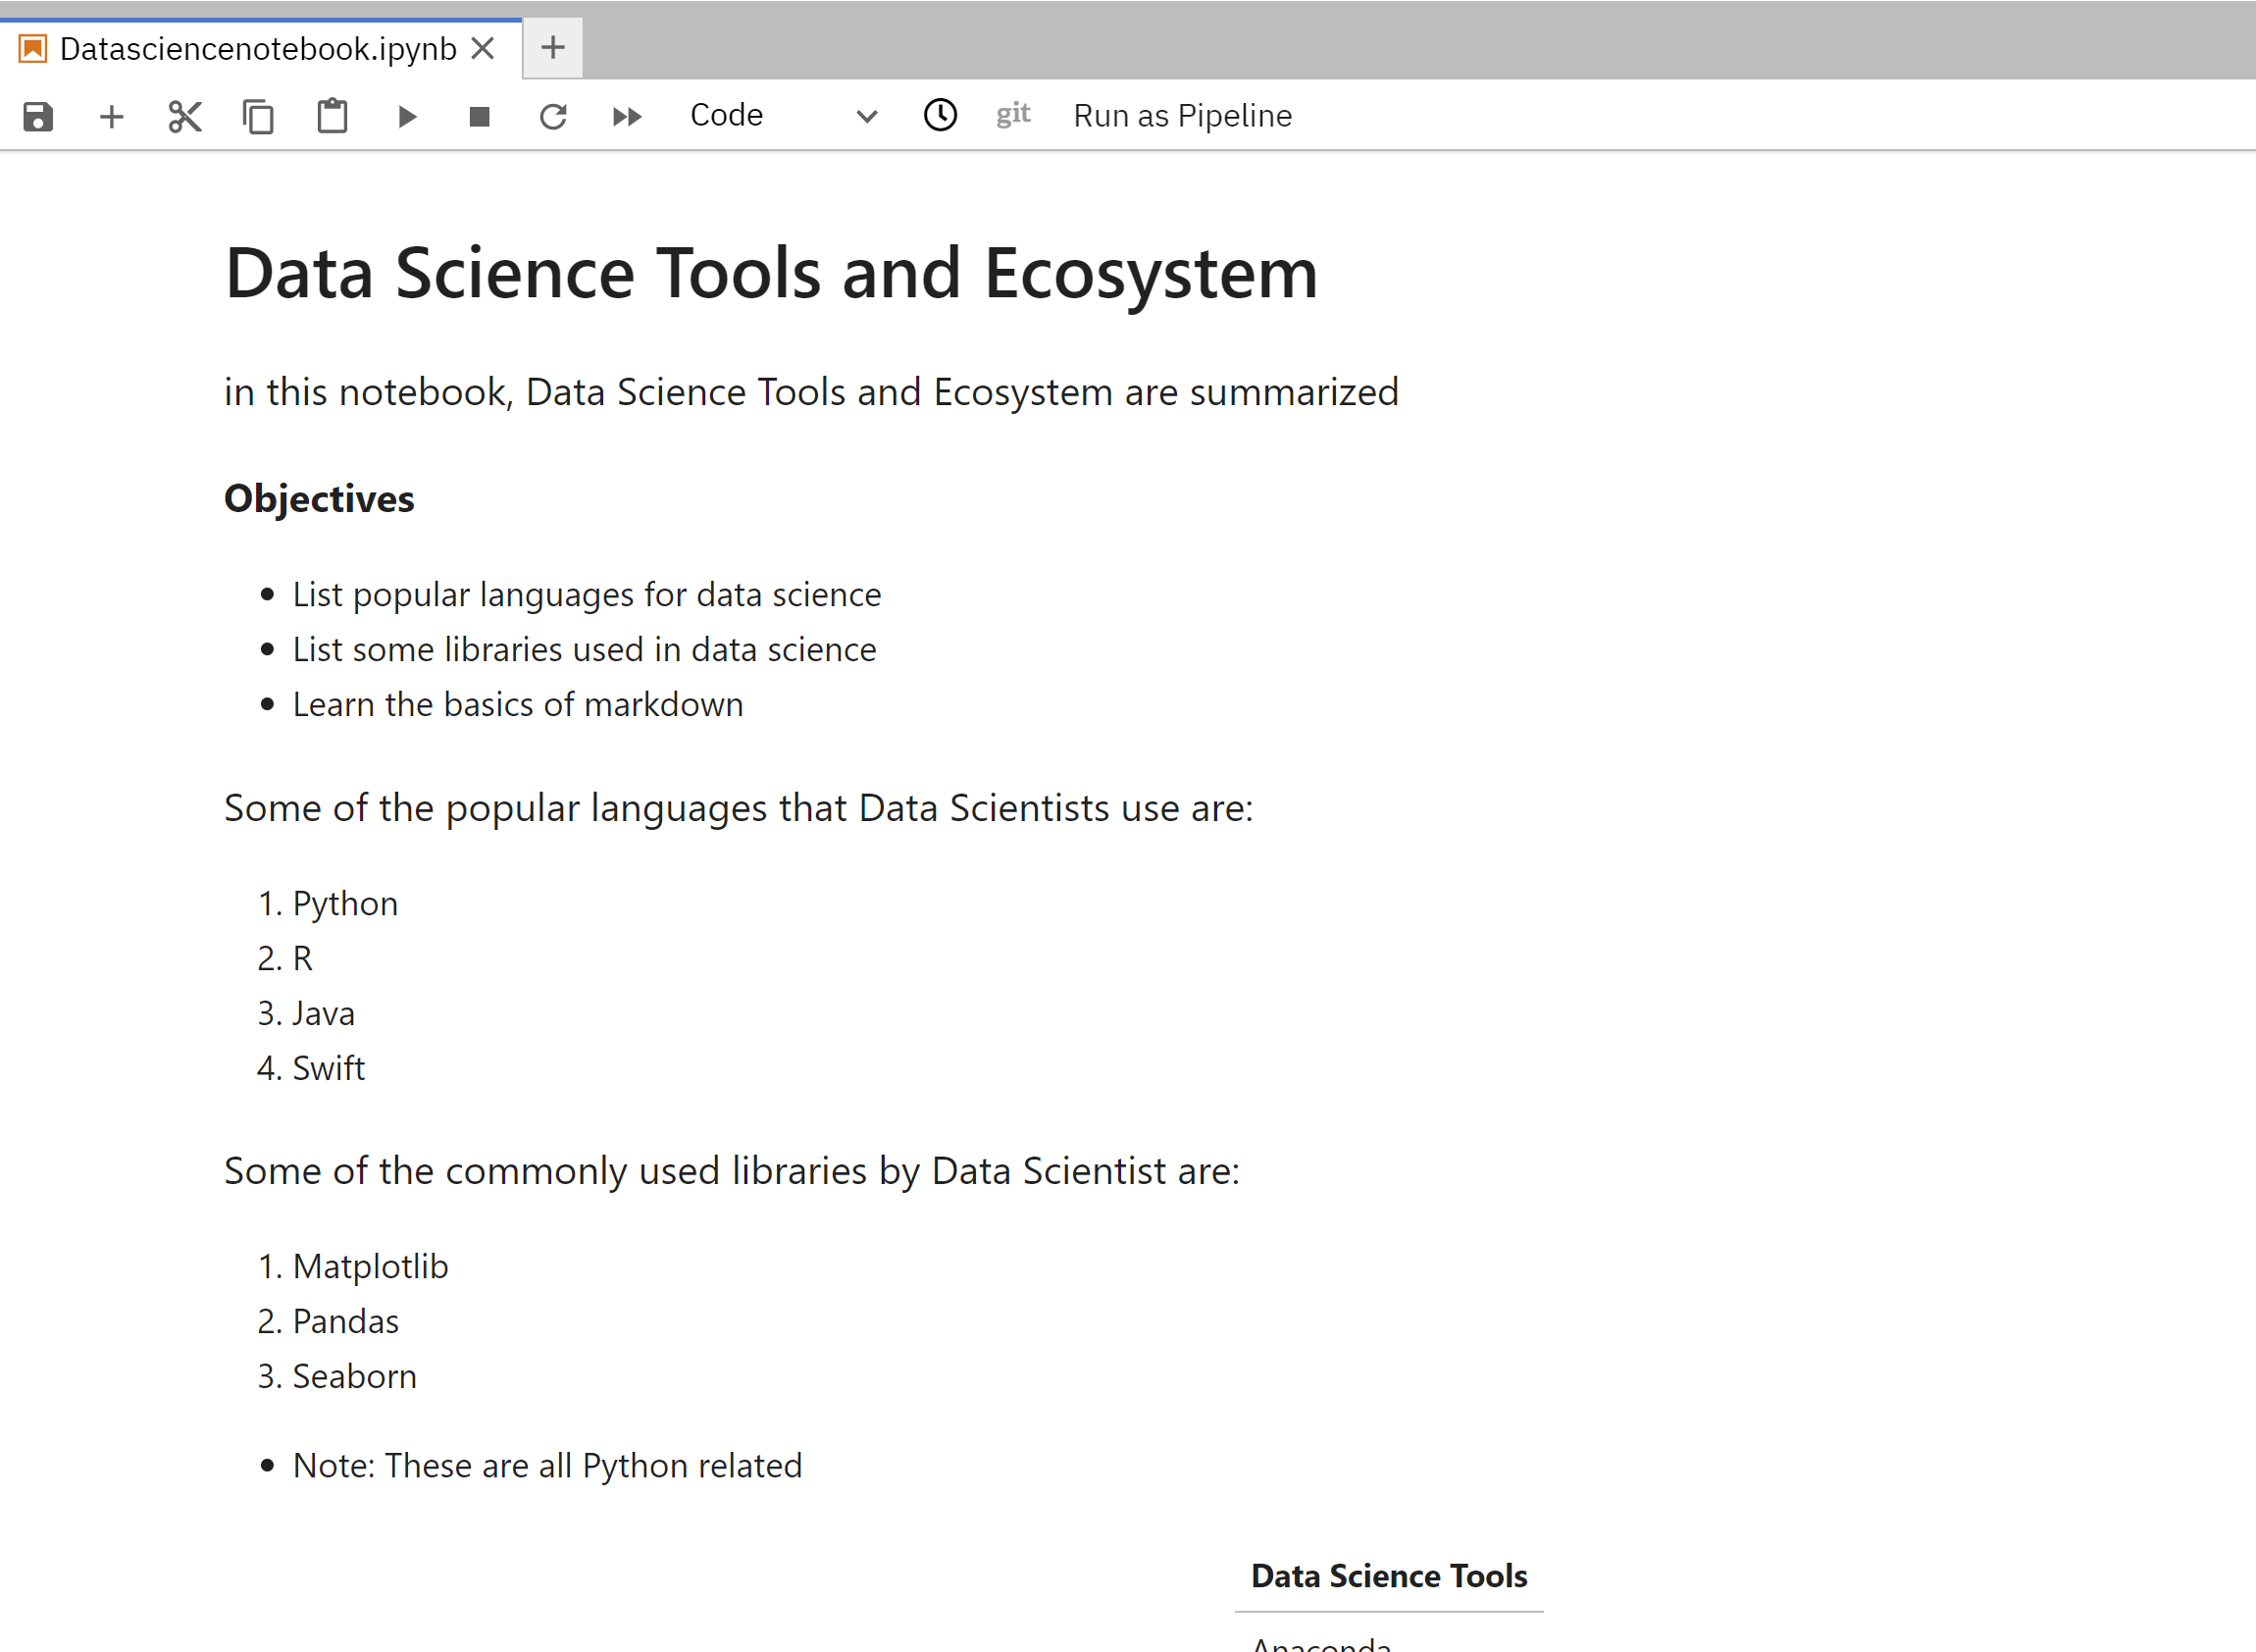 Datasciencenotebook.ipynb
Code git Run as Pipeline
Data Science Tools and Ecosystem
in this notebook, Data Science Tools and Ecosystem are summarized
Objectives
• List popular languages for data science
• List some libraries used in data science
• Learn the basics of markdown
Some of the popular languages that Data Scientists use are:
1. Python
2. R
3. Java
4. Swift
Some of the commonly used libraries by Data Scientist are:
1. Matplotlib
2. Pandas
3. Seaborn
• Note: These are all Python related
Data Science Tools
Anaconda